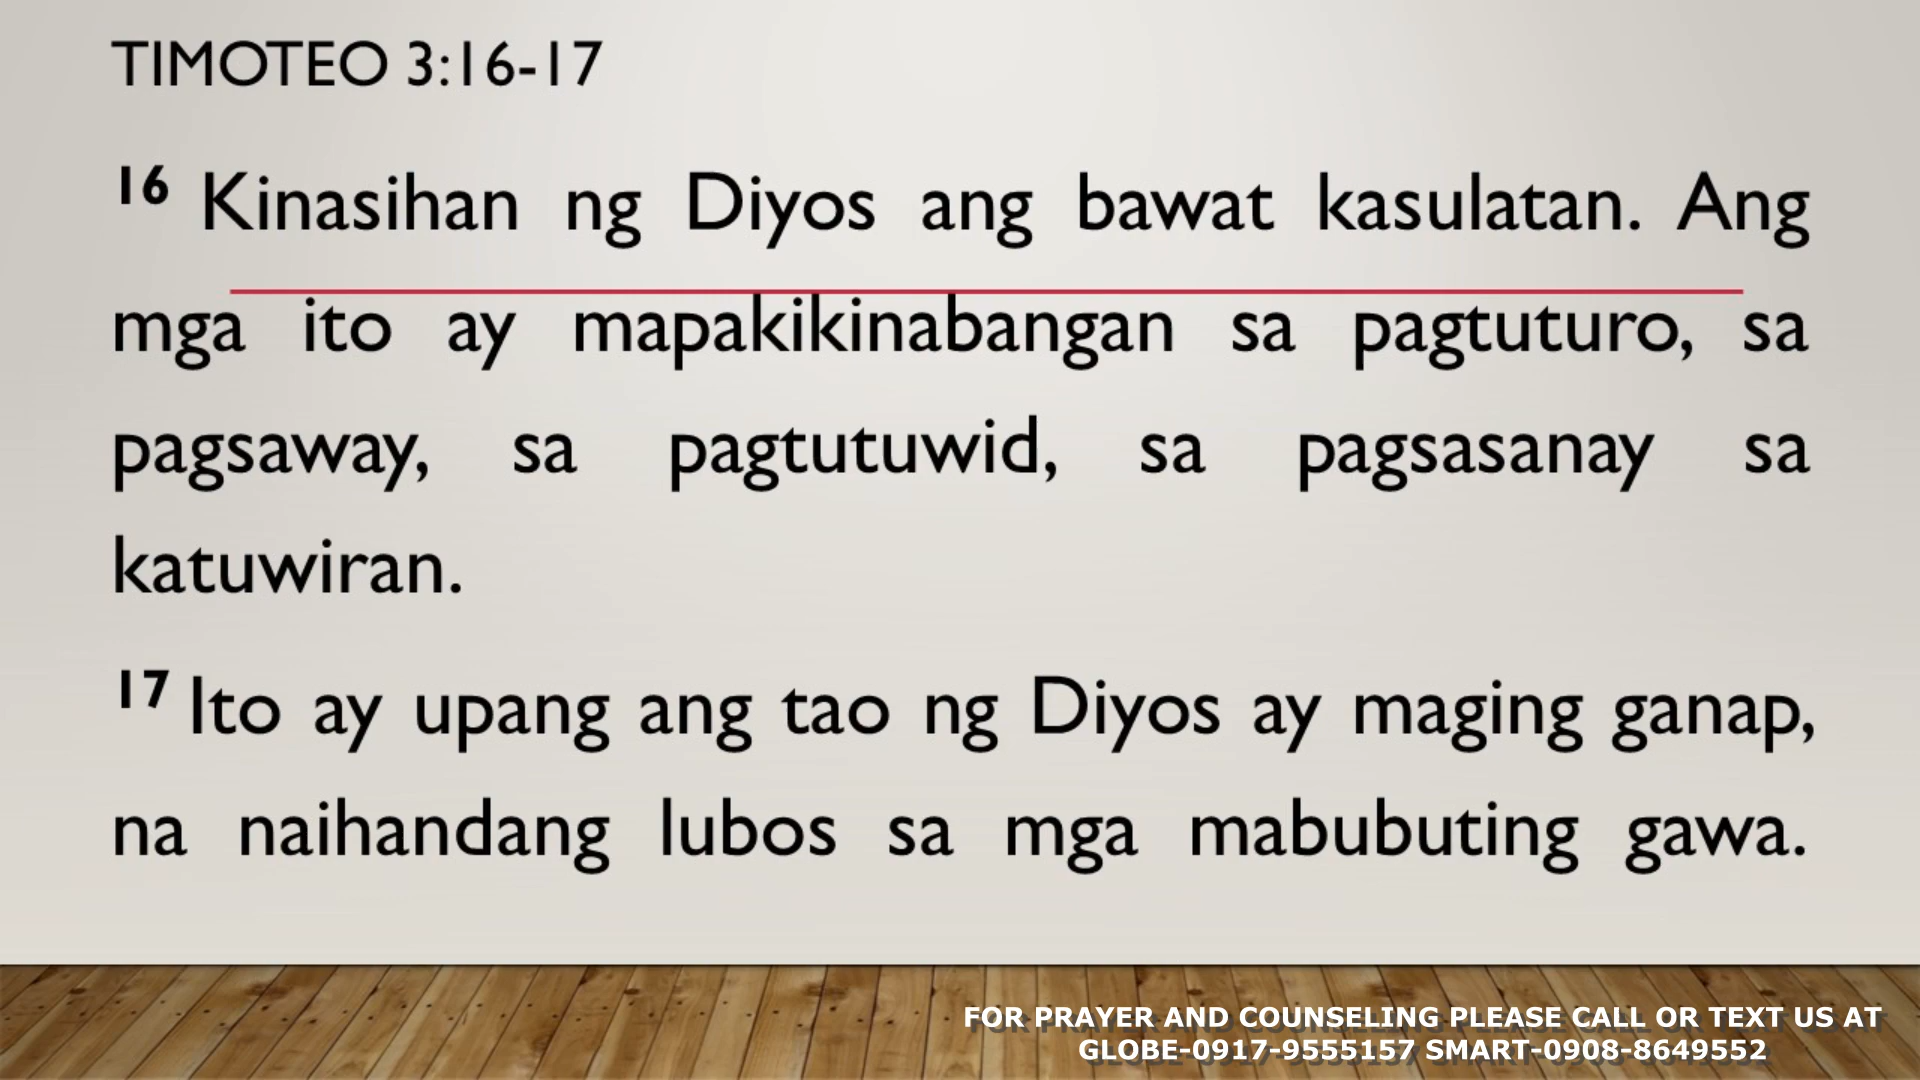 TIMOTEO 3:16-17
16 Kinasihan ng Diyos ang bawat kasulatan. Ang
mga ito ay mapakikinabangan sa pagtuturo, sa
pagsaway, sa pagtutuwid, sa pagsasanay sa
katuwiran.
17 Ito ay upang ang tao ng Diyos ay maging ganap,
na naihandang lubos sa mga mabubuting gawa.
FOR PRAYER AND COUNSELING PLEASE CALL OR TEXT US AT
GLOBE-0917-9555157 SMART-0908-8649552